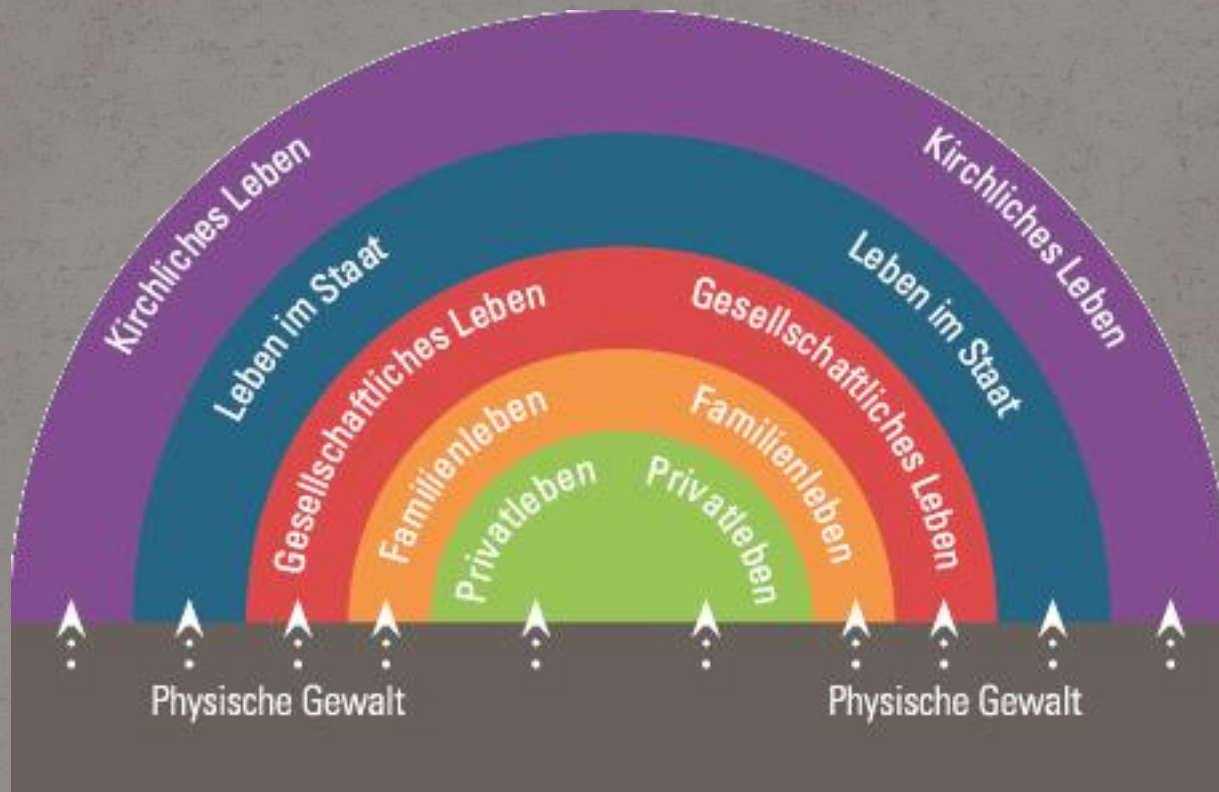 Kirchliches Leben
Kirchliches Leben
Leben im Staat
Leben im Staat
Gesellschaftliches Leben
Gesellschaftliches Leben
Familienleben
Familienleben
Privatleben
Privatleben
Physische Gewalt
Physische Gewalt